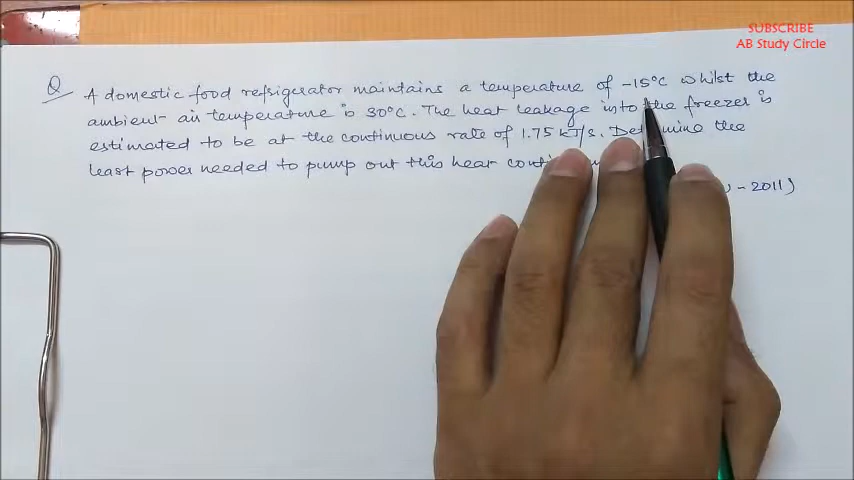 SUBSCRIBE
AB Study Circle
Q A domestic food refrigerator maintains a temperature of -15°C whilst the
ambient air temperature is 30°C. The heat leakage into the freezer is
estimated to be at the continuous rate of 1.75 kJ/s. Determine the
least power needed to pump out this heat
- 2011)